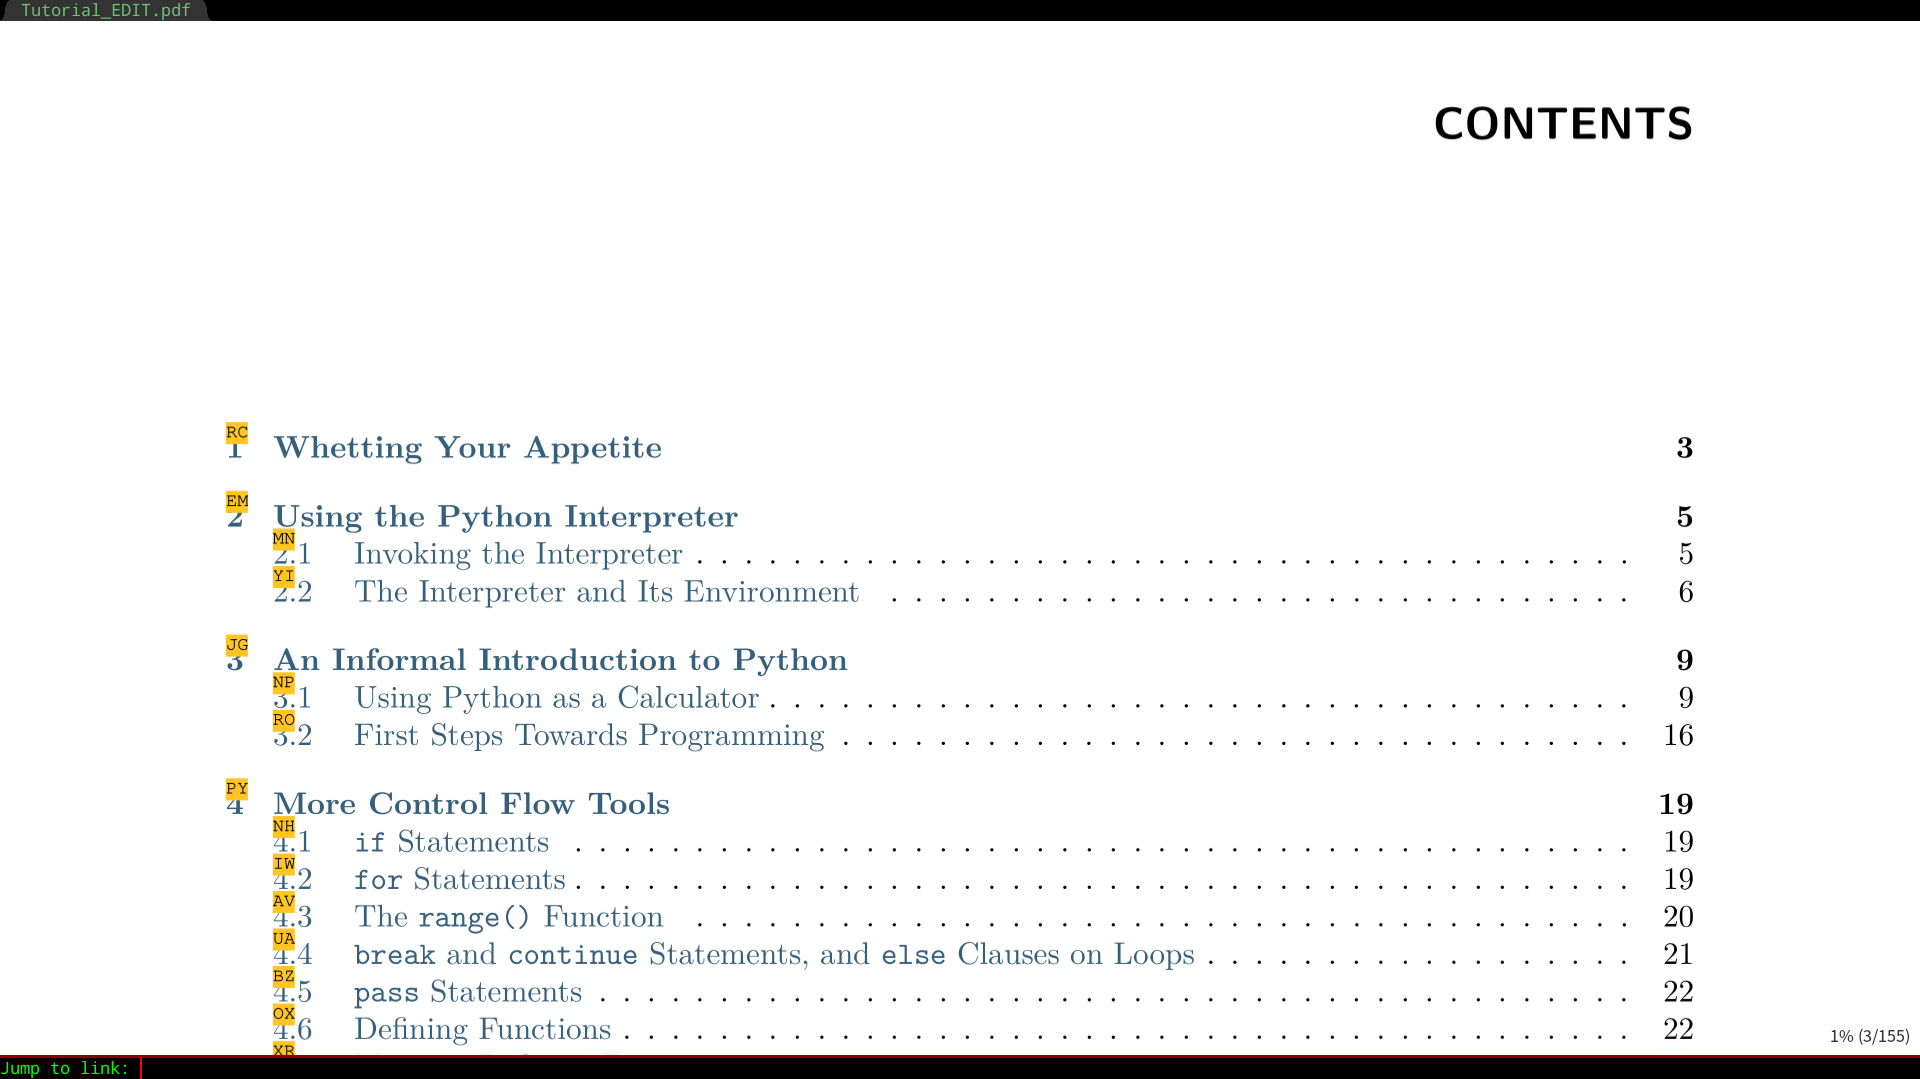 Tutorial_EDIT.pdf
CONTENTS
RC
1 Whetting Your Appetite 3
EM
2 Using the Python Interpreter 5
MN
2.1 Invoking the Interpreter . . . . . . . . . . . . . . . . . . . . . . . . . . . . . . . . . . . . . . . 5
YI
2.2 The Interpreter and Its Environment . . . . . . . . . . . . . . . . . . . . . . . . . . . . . . . 6
JG
3 An Informal Introduction to Python 9
NP
3.1 Using Python as a Calculator . . . . . . . . . . . . . . . . . . . . . . . . . . . . . . . . . . . . 9
RO
3.2 First Steps Towards Programming . . . . . . . . . . . . . . . . . . . . . . . . . . . . . . . . . 16
PY
4 More Control Flow Tools 19
NH
4.1 if Statements . . . . . . . . . . . . . . . . . . . . . . . . . . . . . . . . . . . . . . . . . . . . 19
IW
4.2 for Statements . . . . . . . . . . . . . . . . . . . . . . . . . . . . . . . . . . . . . . . . . . . . 19
AV
4.3 The range() Function . . . . . . . . . . . . . . . . . . . . . . . . . . . . . . . . . . . . . . . 20
UA
4.4 break and continue Statements, and else Clauses on Loops . . . . . . . . . . . . . . . . . . 21
BZ
4.5 pass Statements . . . . . . . . . . . . . . . . . . . . . . . . . . . . . . . . . . . . . . . . . . . 22
OX
4.6 Defining Functions . . . . . . . . . . . . . . . . . . . . . . . . . . . . . . . . . . . . . . . . . . 22
XR
1% (3/155)
Jump to link: